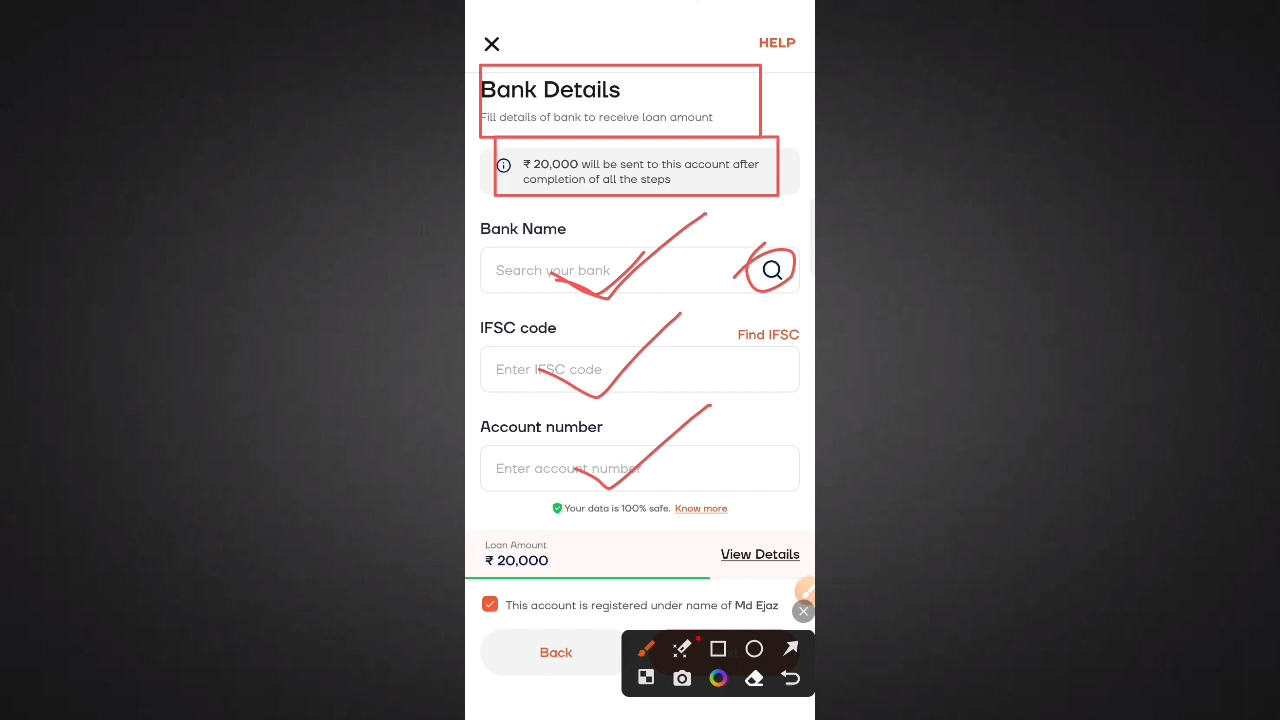 HELP
Bank Details
Fill details of bank to receive loan amount
₹ 20,000 will be sent to this account after
completion of all the steps
Bank Name
Search your bank
IFSC code
Find IFSC
Enter IFSC code
Account number
Enter account number
Your data is 100% safe. Know more
Loan Amount
₹ 20,000
View Details
This account is registered under name of Md Ejaz
Back